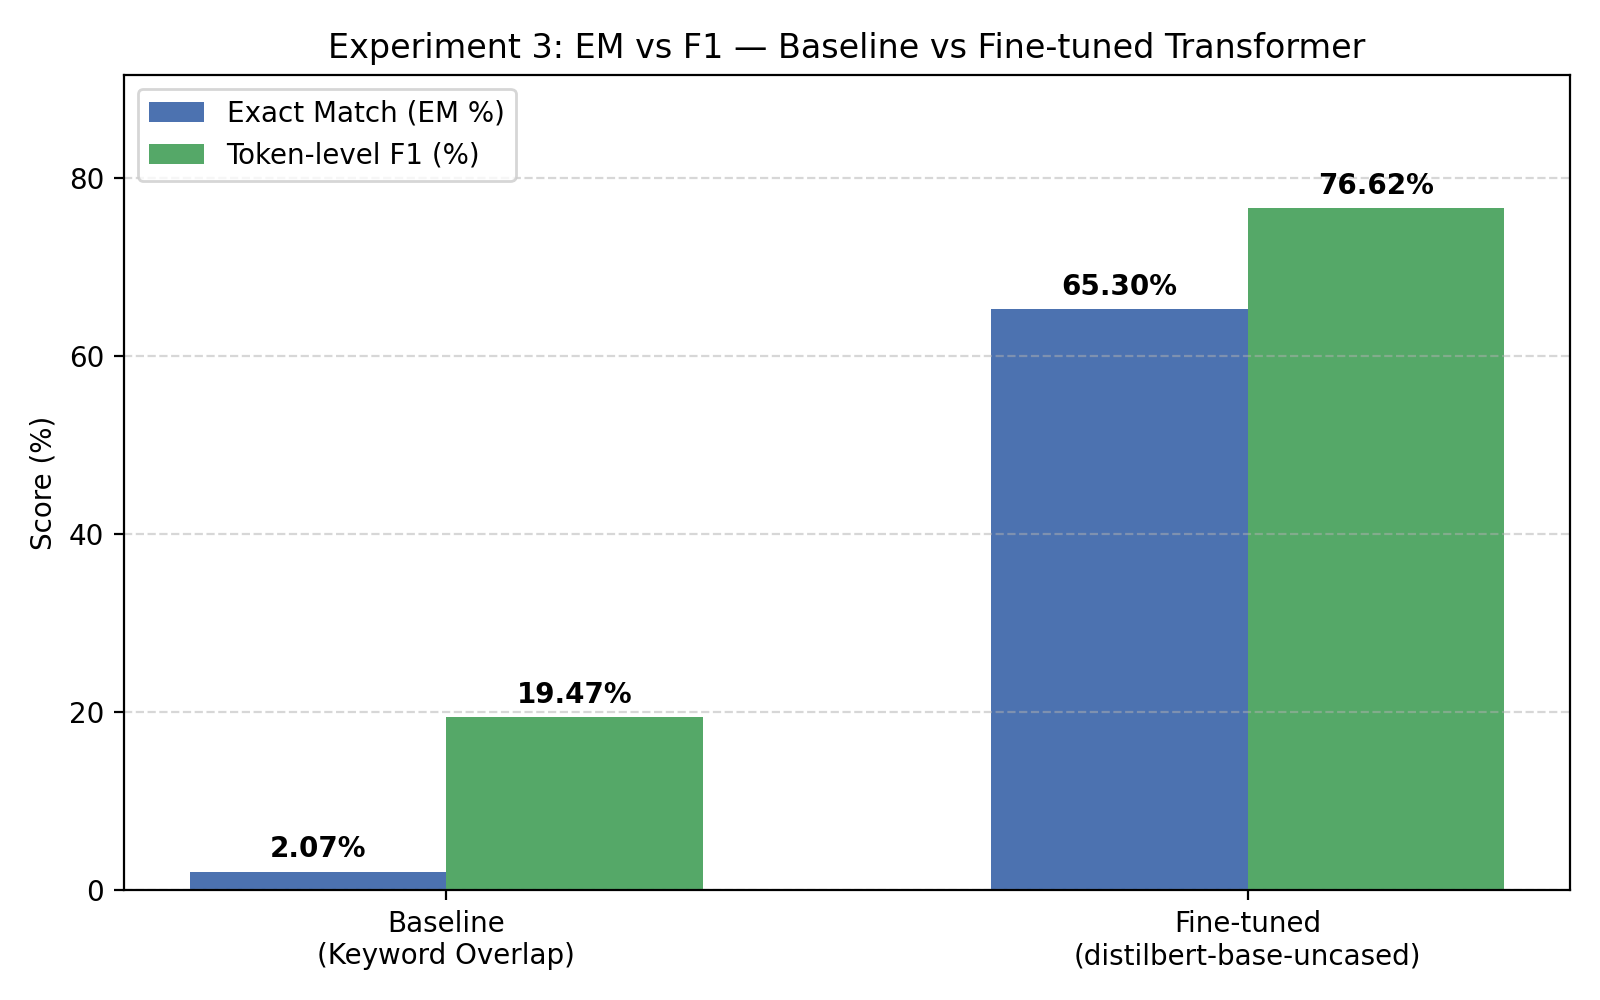 Experiment 3: EM vs F1 — Baseline vs Fine-tuned Transformer
Exact Match (EM %)
Token-level F1 (%)
Score (%)
80
60
40
20
0
2.07%
19.47%
65.30%
76.62%
Baseline
(Keyword Overlap)
Fine-tuned
(distilbert-base-uncased)